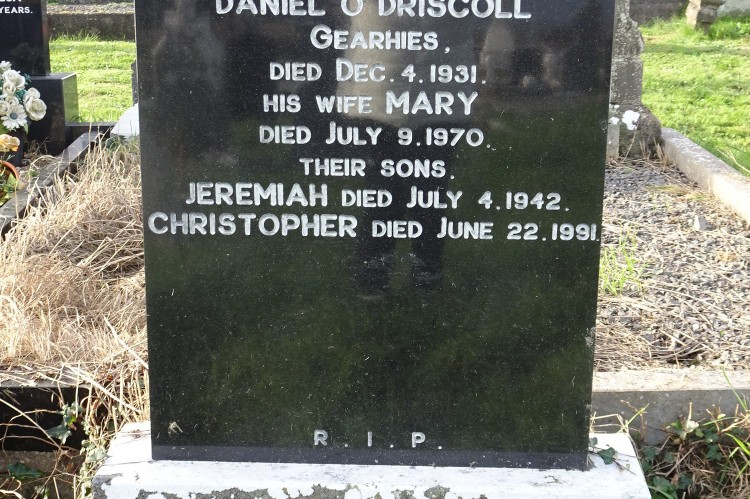 YEARS.
DANIEL O'DRISCOLL
GEARHIES,
DIED DEC. 4. 1931.
HIS WIFE MARY
DIED JULY 9. 1970.
THEIR SONS.
JEREMIAH DIED JULY 4. 1942.
CHRISTOPHER DIED JUNE 22. 1991.
R. I. P.